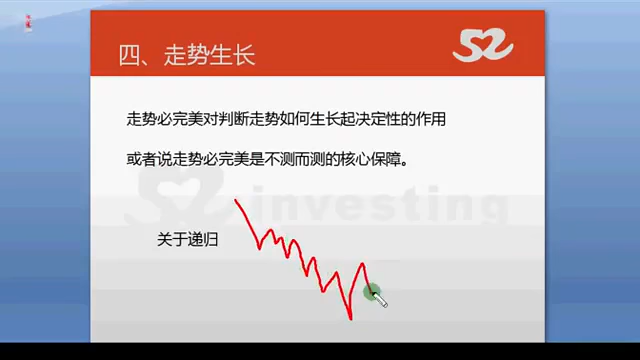 四、走势生长
52
走势必完美对判断走势如何生长起决定性的作用
或者说走势必完美是不测而测的核心保障。
52 investing
关于递归